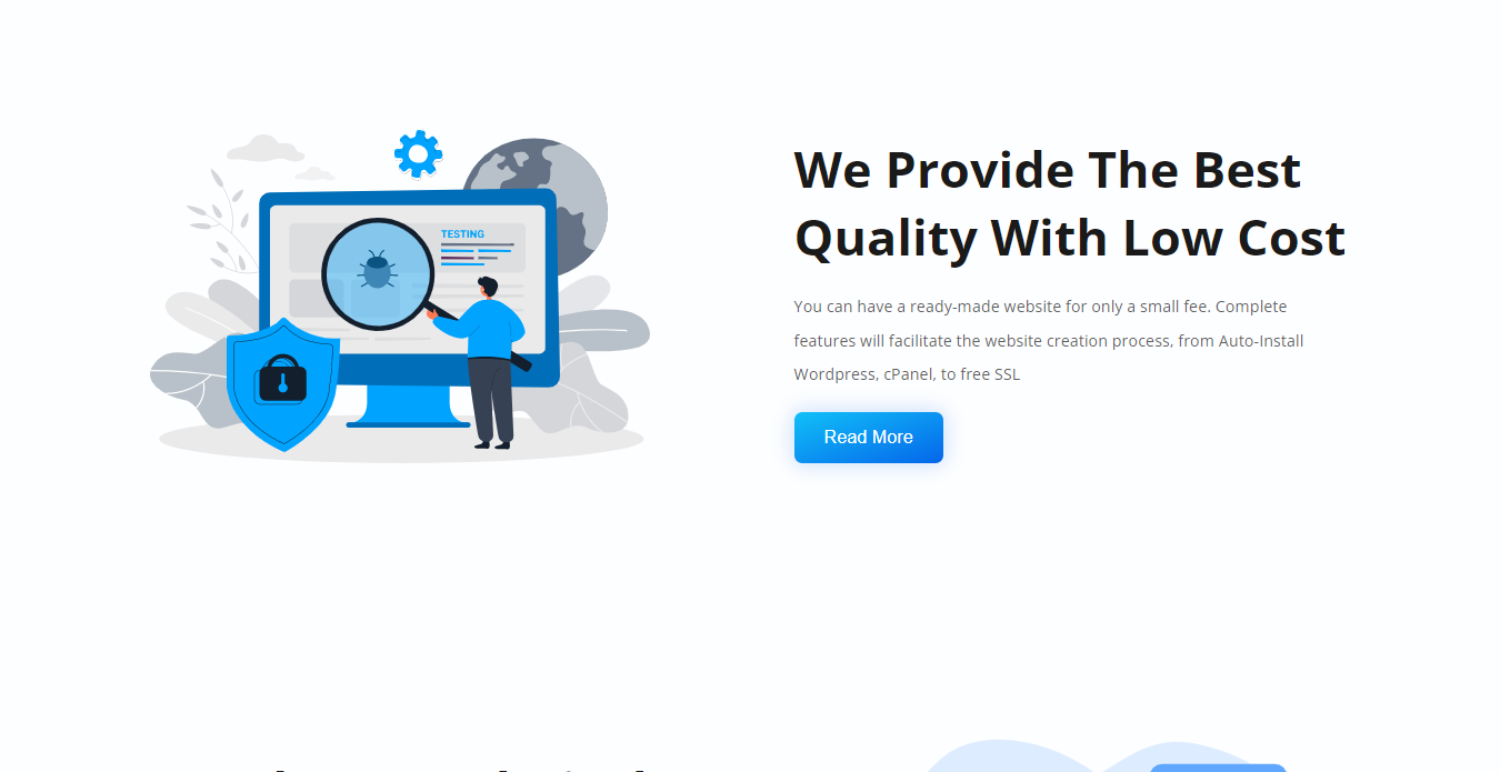 TESTING
We Provide The Best
Quality With Low Cost
You can have a ready-made website for only a small fee. Complete
features will facilitate the website creation process, from Auto-Install
Wordpress, cPanel, to free SSL
Read More